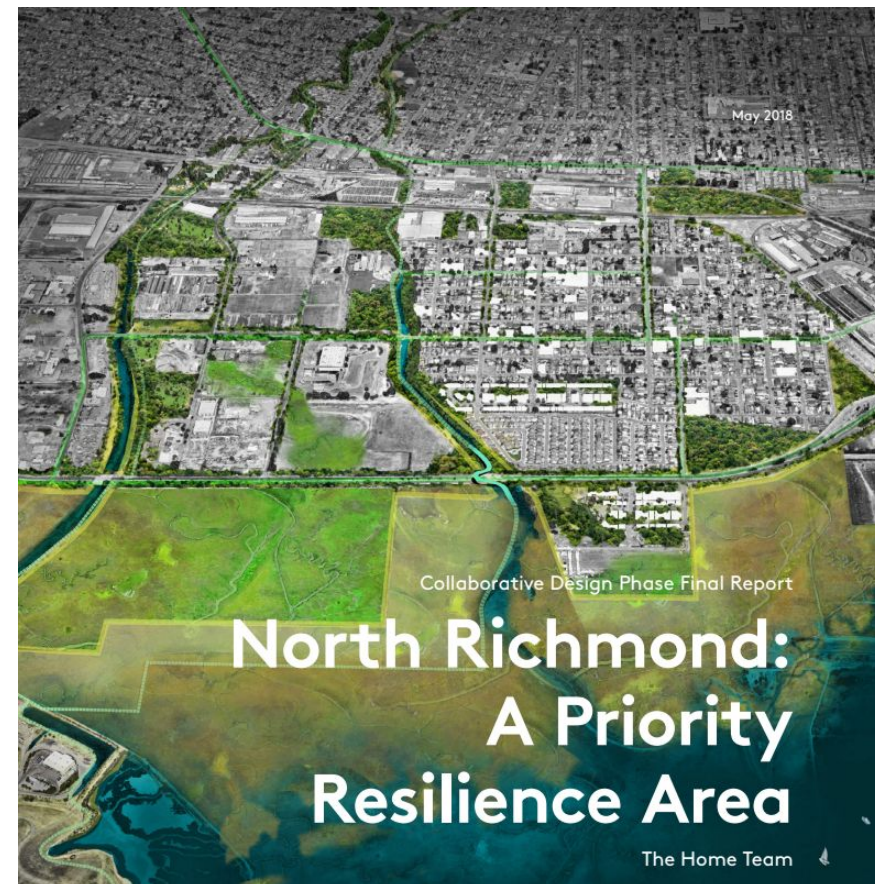 May 2018
Collaborative Design Phase Final Report
North Richmond:
A Priority
Resilience Area
The Home Team